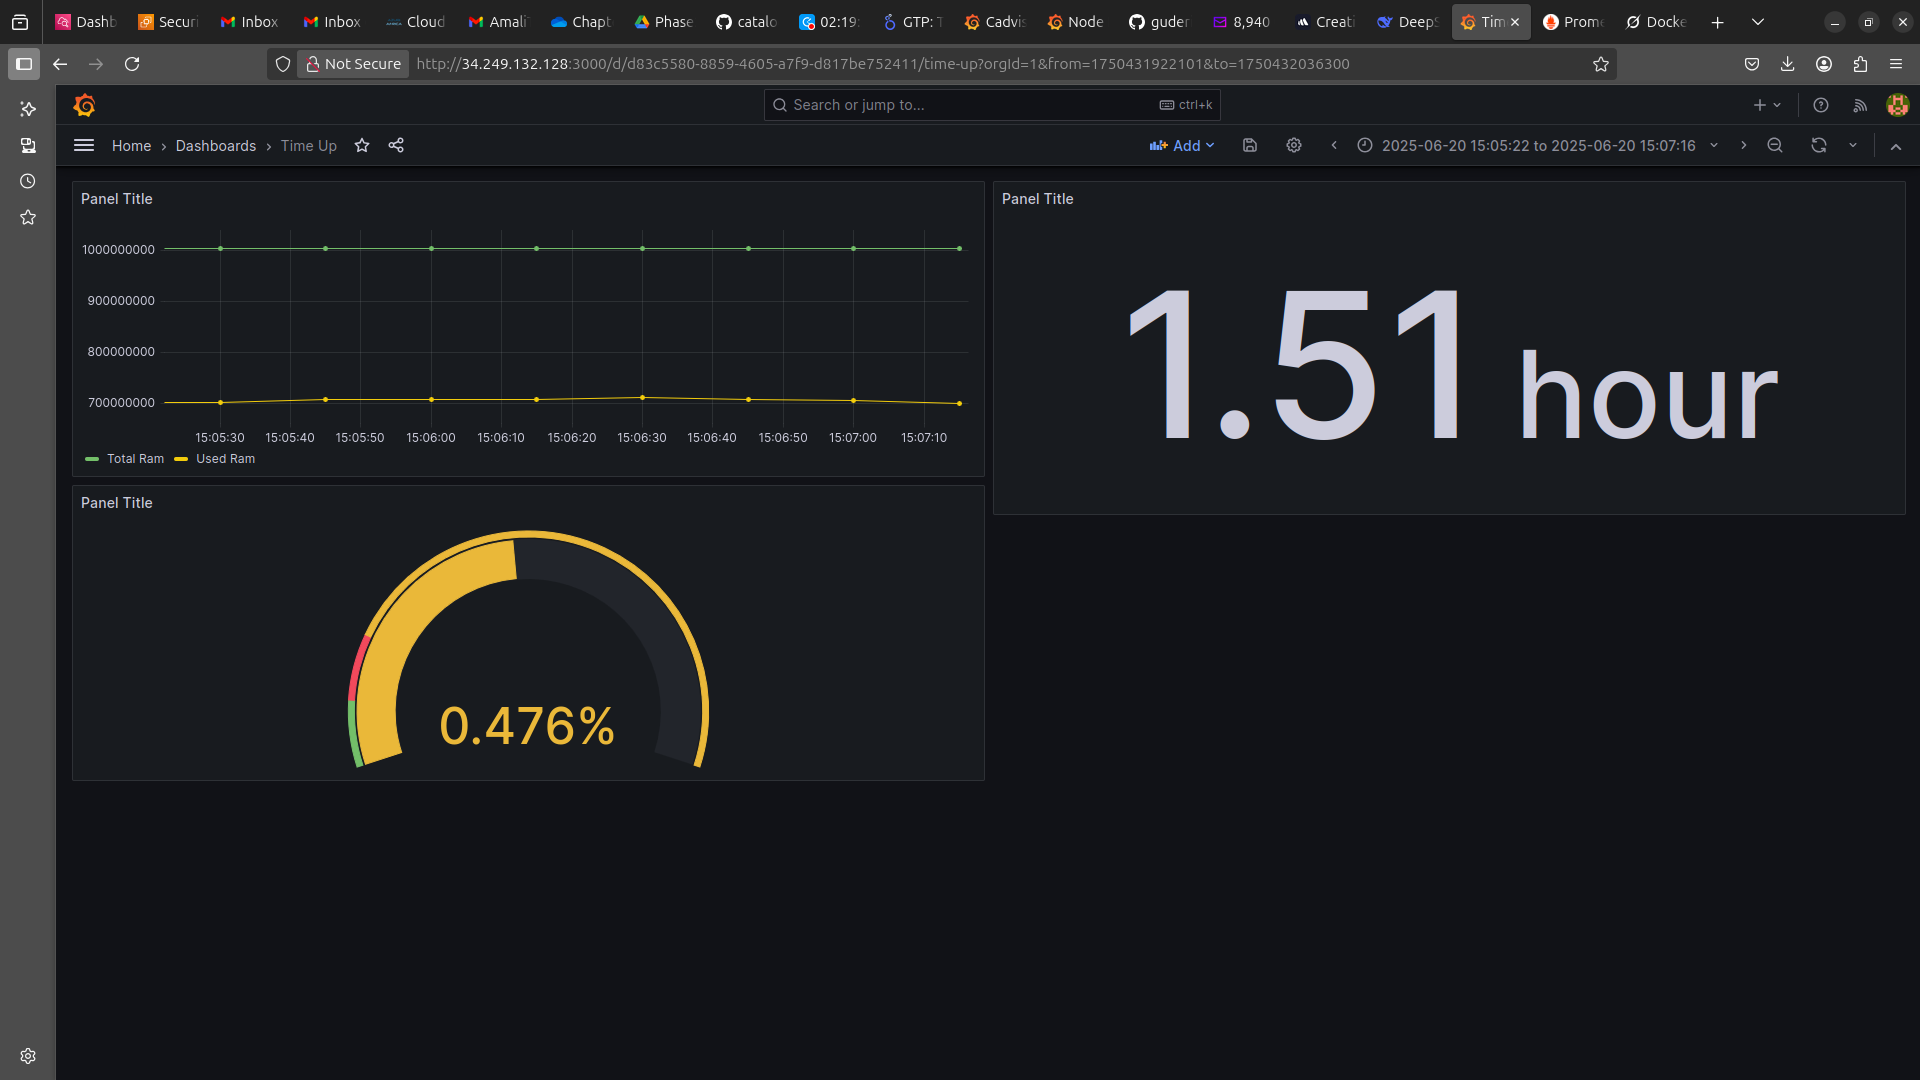 Dashb
Securi
Inbox
Inbox
Cloud
Amali
Chapt
Phase
catalo
02:19:
GTP: T
Cadvis
Node
guder
8,940
Creati
DeepS
Tim
Prome
Docke
Not Secure
http://34.249.132.128:3000/d/d83c5580-8859-4605-a7f9-d817be752411/time-up?orgId=1&from=1750431922101&to=1750432036300
Search or jump to...
ctrl+k
Home › Dashboards › Time Up
Add
2025-06-20 15:05:22 to 2025-06-20 15:07:16
Panel Title
1000000000
900000000
800000000
700000000
15:05:30 15:05:40 15:05:50 15:06:00 15:06:10 15:06:20 15:06:30 15:06:40 15:06:50 15:07:00 15:07:10
Total Ram Used Ram
Panel Title
1.51 hour
Panel Title
0.476%